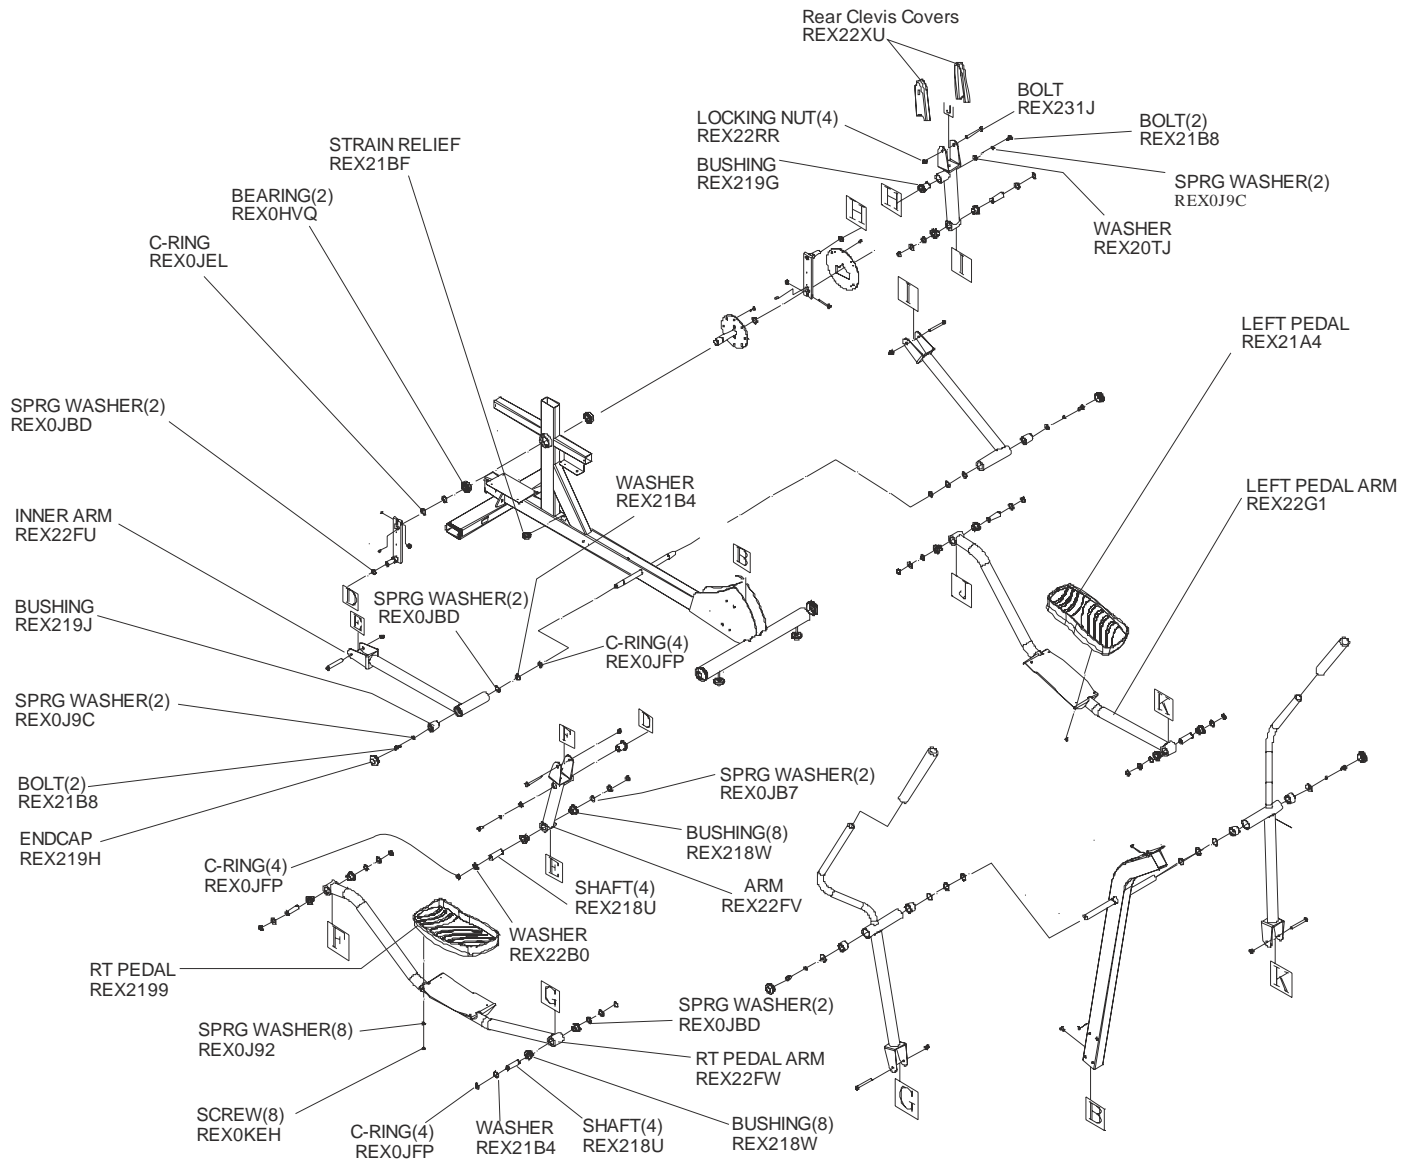 Rear Clevis Covers
REX22XU
BOLT
REX231J
LOCKING NUT(4)
REX22RR
BOLT(2)
REX21B8
STRAIN RELIEF
REX21BF
BUSHING
REX219G
SPRG WASHER(2)
REX0J9C
BEARING(2)
REX0HVQ
WASHER
REX20TJ
C-RING
REX0JEL
J
H
H
I
I
LEFT PEDAL
REX21A4
SPRG WASHER(2)
REX0JBD
WASHER
REX21B4
LEFT PEDAL ARM
REX22G1
INNER ARM
REX22FU
B
D
E
SPRG WASHER(2)
REX0JBD
J
BUSHING
REX219J
C-RING(4)
REX0JFP
K
SPRG WASHER(2)
REX0J9C
F
D
BOLT(2)
REX21B8
SPRG WASHER(2)
REX0JB7
ENDCAP
REX219H
BUSHING(8)
REX218W
C-RING(4)
REX0JFP
E
SHAFT(4)
REX218U
ARM
REX22FV
F
WASHER
REX22B0
RT PEDAL
REX2199
G
K
SPRG WASHER(2)
REX0JBD
SPRG WASHER(8)
REX0J92
RT PEDAL ARM
REX22FW
G
B
SCREW(8)
REX0KEH
C-RING(4)
REX0JFP
WASHER
REX21B4
SHAFT(4)
REX218U
BUSHING(8)
REX218W